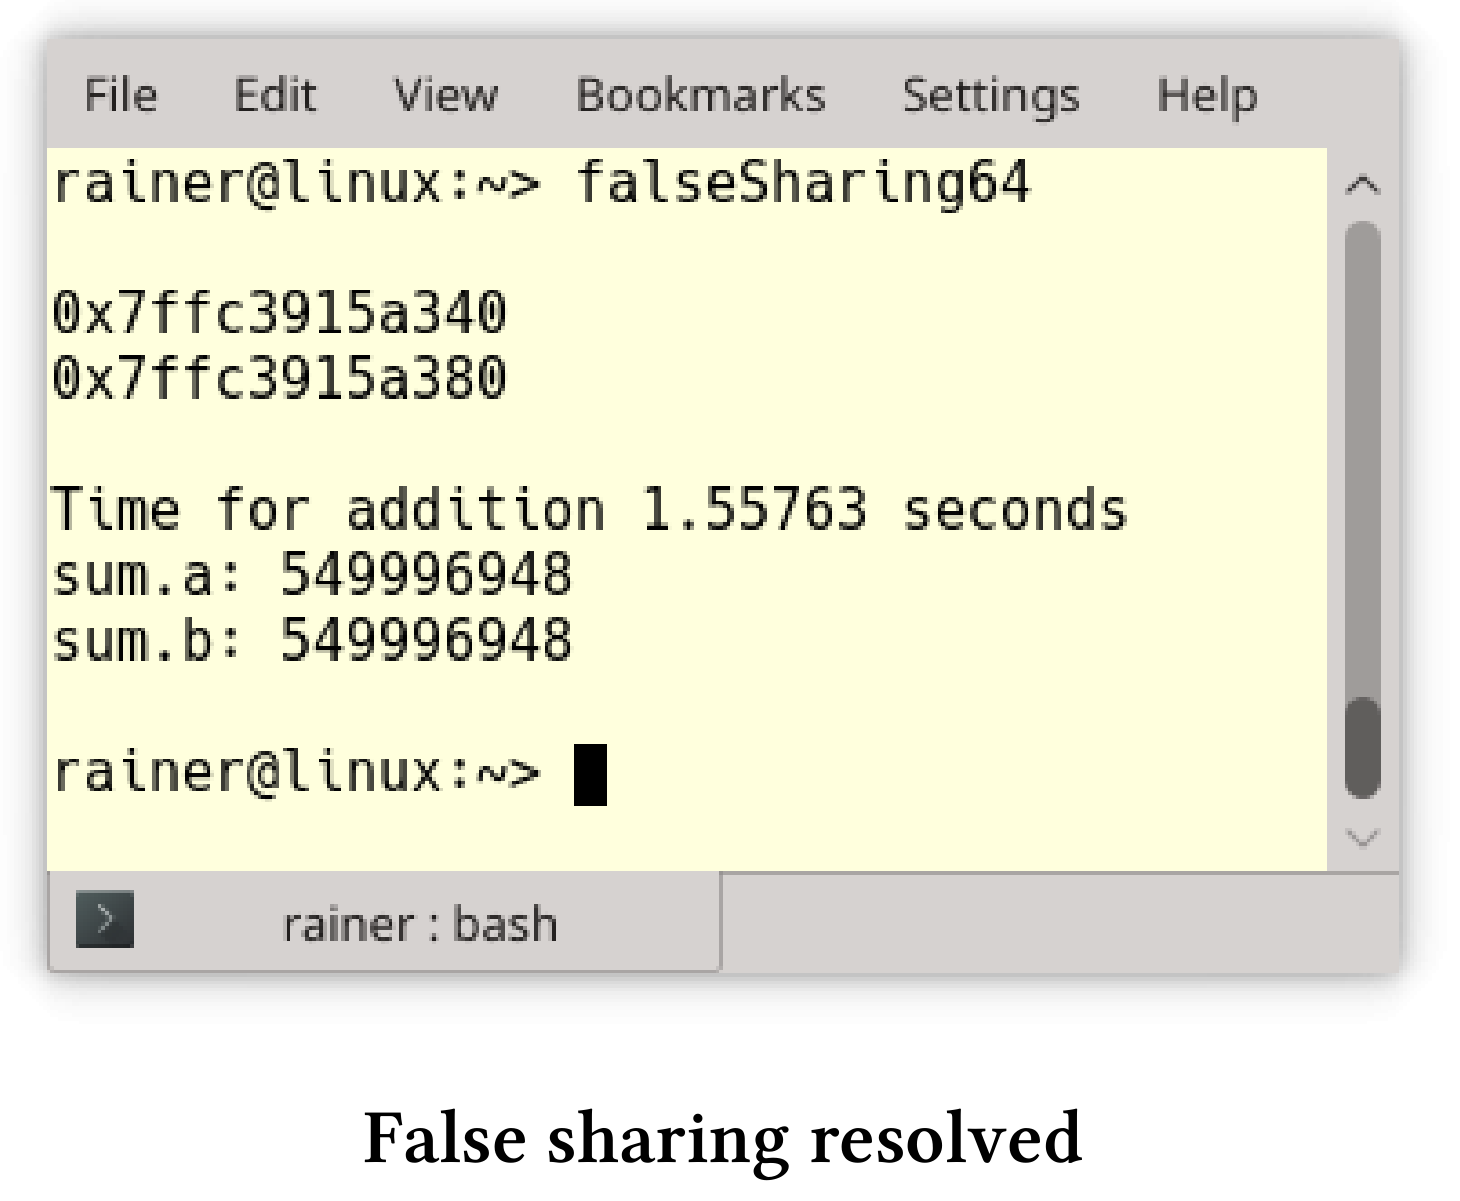 File Edit View Bookmarks Settings Help
rainer@linux:~> falseSharing64
0x7ffc3915a340
0x7ffc3915a380
Time for addition 1.55763 seconds
sum.a: 549996948
sum.b: 549996948
rainer@linux:~>
rainer : bash
False sharing resolved